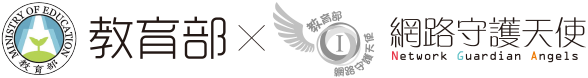 MINISTRY OF EDUCATION
教育部
教育部
×
教育部
I
網路守護天使
網路守護天使
Network Guardian Angels